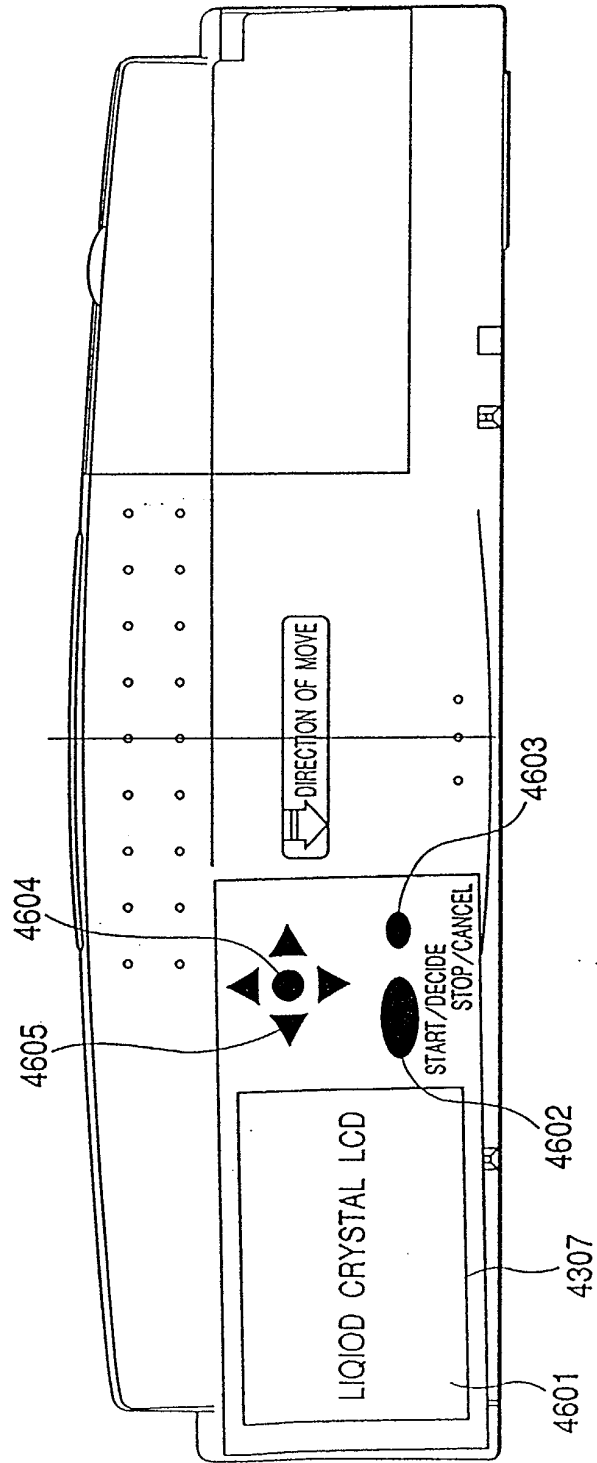 4604
4605
DIRECTION OF MOVE
4603
START/DECIDE
STOP/CANCEL
LIQIOD CRYSTAL LCD
4602
4307
4601